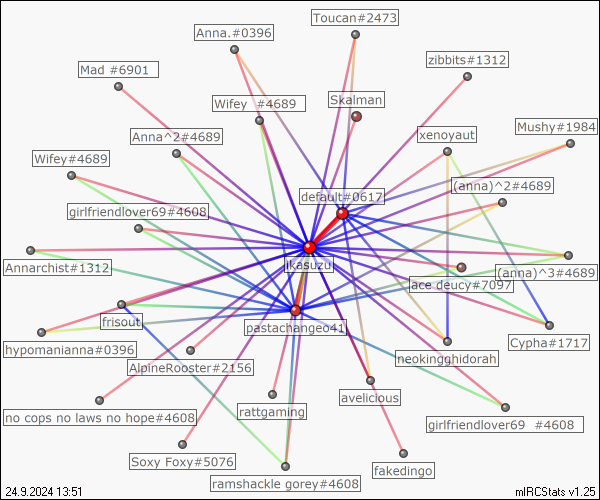 Toucan#2473
Anna.#0396
zibbits#1312
Mad #6901
Skalman
Wifey  #4689
Mushy#1984
xenoyaut
Anna^2#4689
Wifey#4689
(anna)^2#4689
default#0617
girlfriendlover69#4608
ikasuzu
Annarchist#1312
(anna)^3#4689
lace.deucy#7097
frisout
pastachangeo41
Cypha#1717
hypomanianna#0396
neokingghidorah
AlpineRooster#2156
avelicious
rattgaming
no cops no laws no hope#4608
girlfriendlover69  #4608
Soxy Foxy#5076
fakedingo
ramshackle gorey#4608
24.9.2024 13:51
mIRCStats v1.25